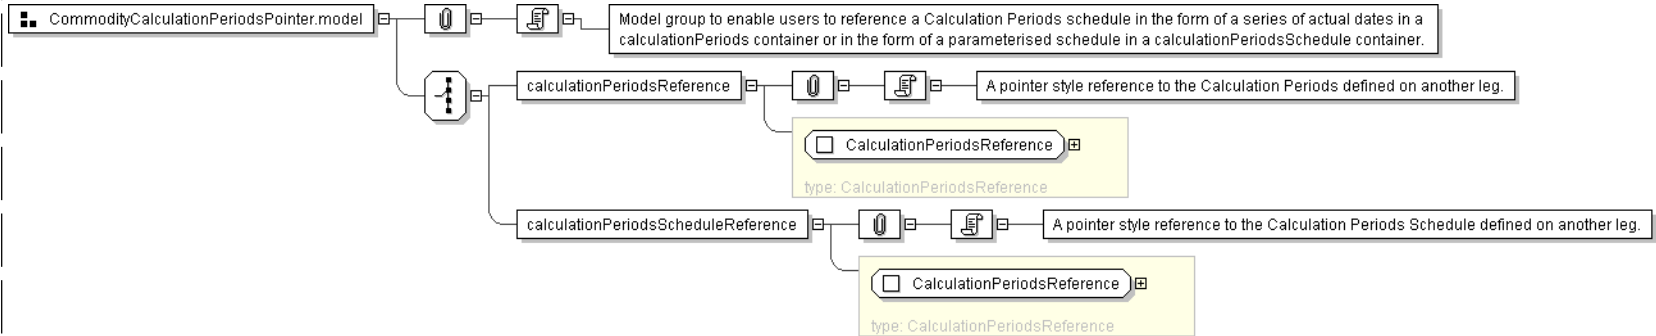 CommodityCalculationPeriodsPointer.model
Model group to enable users to reference a Calculation Periods schedule in the form of a series of actual dates in a
calculationPeriods container or in the form of a parameterised schedule in a calculationPeriodsSchedule container.
calculationPeriodsReference
A pointer style reference to the Calculation Periods defined on another leg.
CalculationPeriodsReference
type: CalculationPeriodsReference
calculationPeriodsScheduleReference
A pointer style reference to the Calculation Periods Schedule defined on another leg.
CalculationPeriodsReference
type: CalculationPeriodsReference